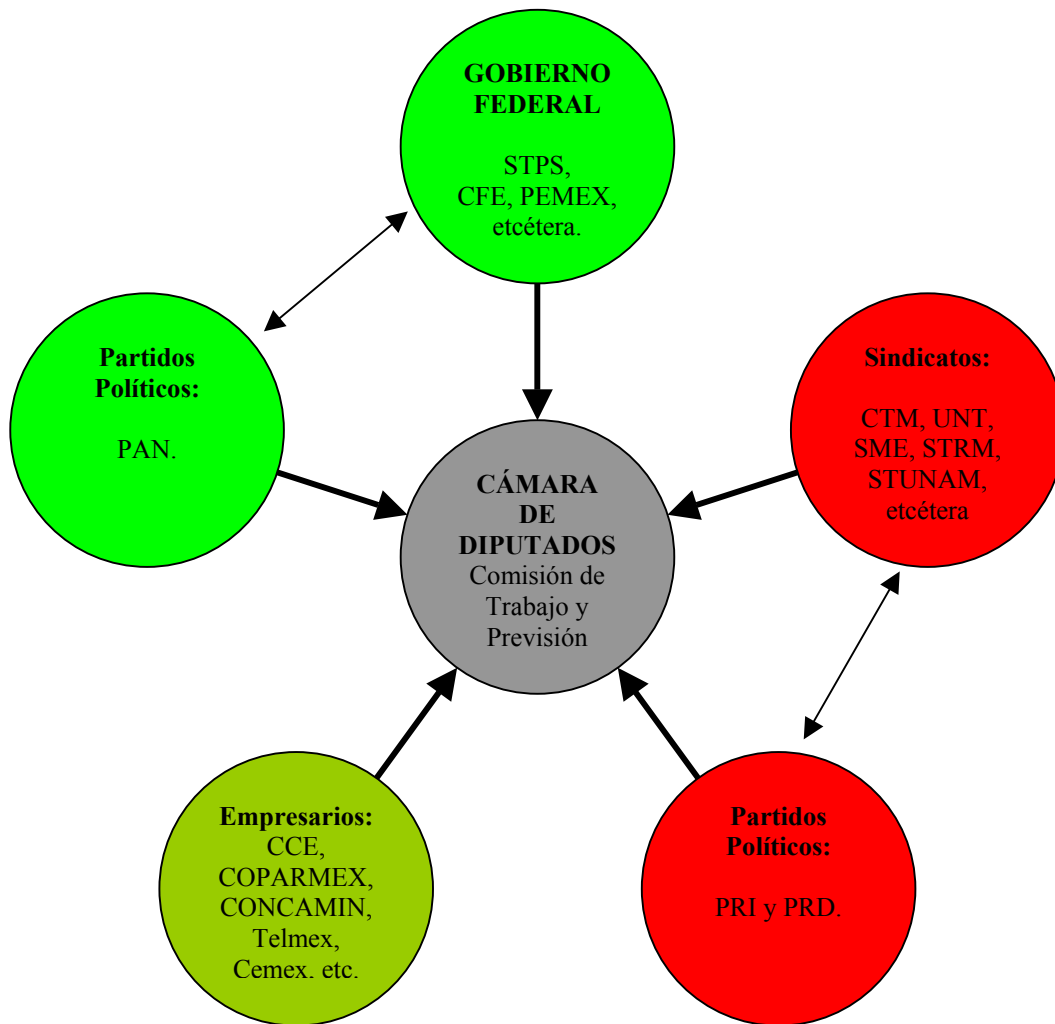 GOBIERNO
FEDERAL
STPS,
CFE, PEMEX,
etcétera.
Partidos
Políticos:
PAN.
Sindicatos:
CTM, UNT,
SME, STRM,
STUNAM,
etcétera
CÁMARA
DE
DIPUTADOS
Comisión de
Trabajo y
Previsión
Empresarios:
CCE,
COPARMEX,
CONCAMIN,
Telmex,
Cemex. etc.
Partidos
Políticos:
PRI y PRD.